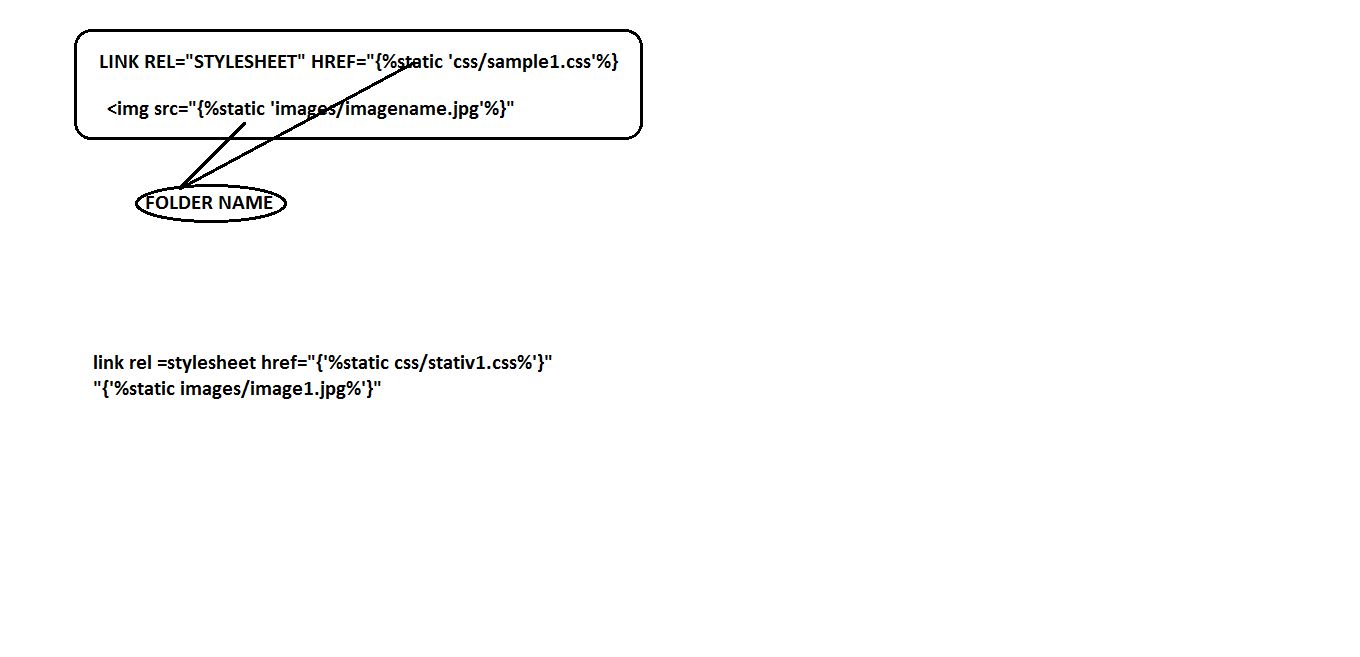 LINK REL="STYLESHEET" HREF="{%static 'css/sample1.css'%}
<img src="{%static 'images/imagename.jpg'%}"
FOLDER NAME
link rel =stylesheet href="{'%static css/stativ1.css%'}"
"{'%static images/image1.jpg%'}"